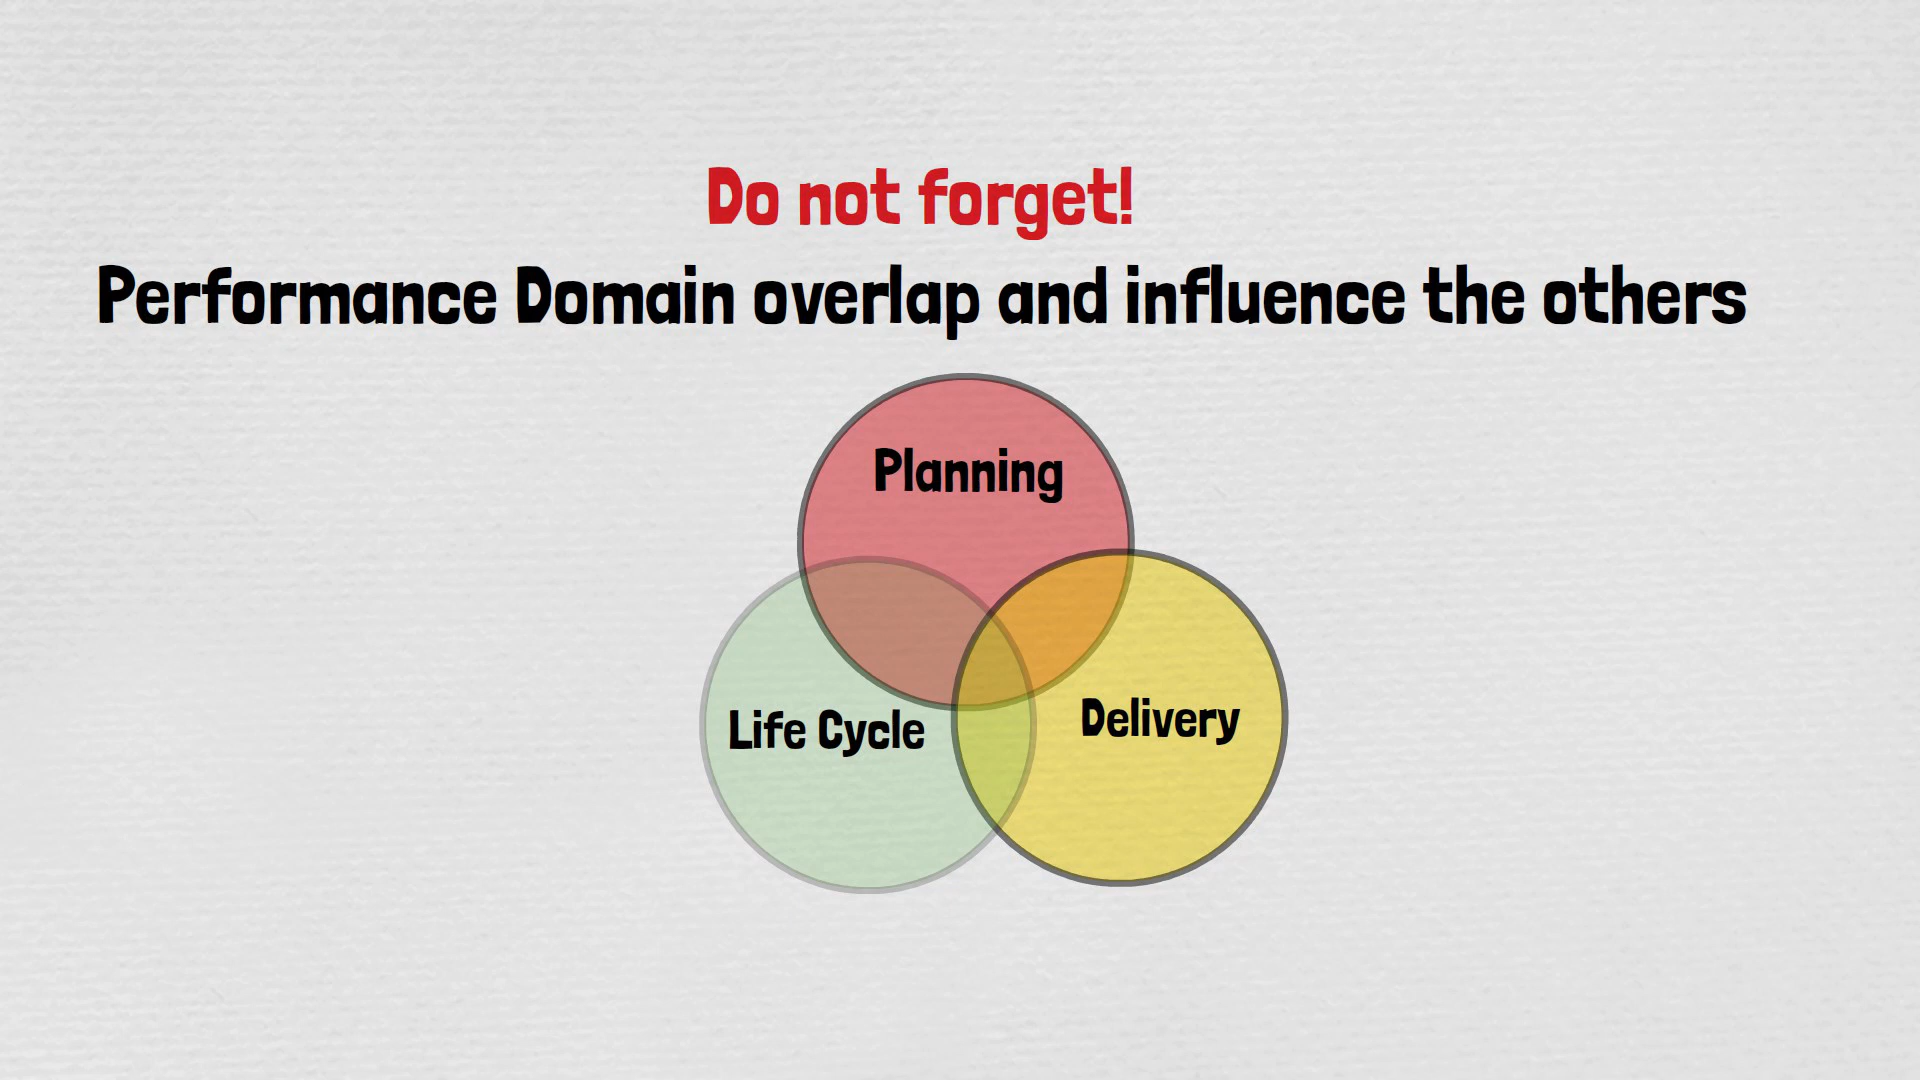 Do not forget!
Performance Domain overlap and influence the others
Planning
Life Cycle
Delivery